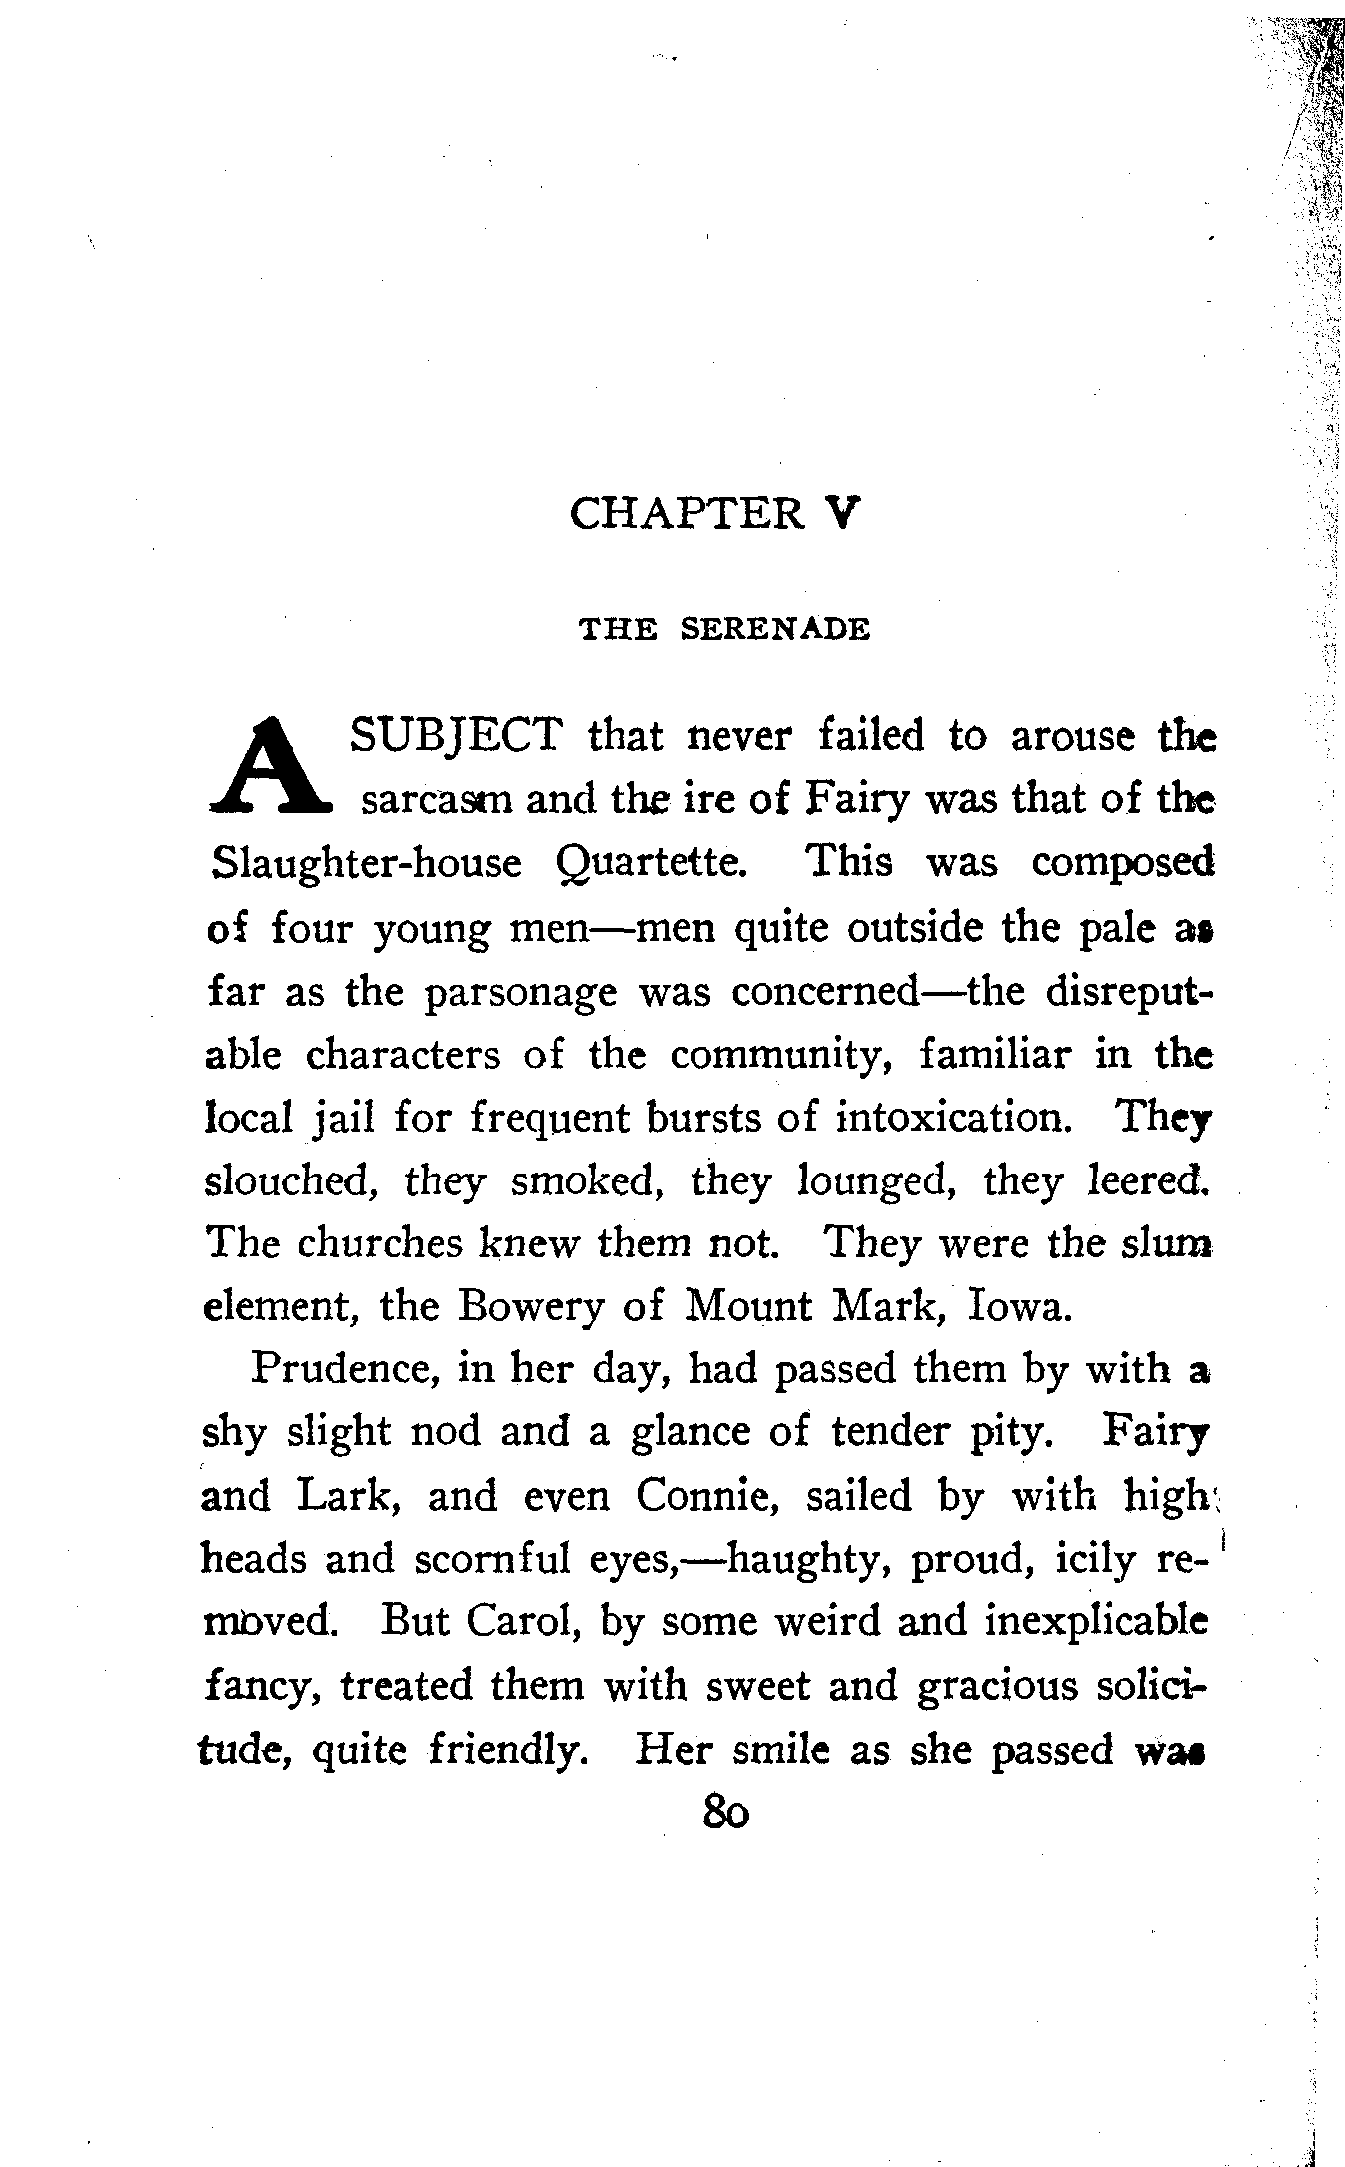 CHAPTER V
THE SERENADE
A SUBJECT that never failed to arouse the
sarcasm and the ire of Fairy was that of the
Slaughter-house Quartette. This was composed
of four young men—men quite outside the pale as
far as the parsonage was concerned—the disreput-
able characters of the community, familiar in the
local jail for frequent bursts of intoxication. They
slouched, they smoked, they lounged, they leered.
The churches knew them not. They were the slum
element, the Bowery of Mount Mark, Iowa.
Prudence, in her day, had passed them by with a
shy slight nod and a glance of tender pity. Fairy
and Lark, and even Connie, sailed by with high
heads and scornful eyes,—haughty, proud, icily re-
moved. But Carol, by some weird and inexplicable
fancy, treated them with sweet and gracious solici-
tude, quite friendly. Her smile as she passed was
80